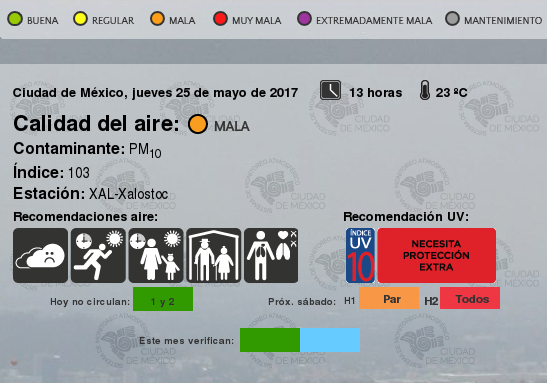 BUENA REGULAR MALA MUY MALA EXTREMADAMENTE MALA MANTENIMIENTO
Ciudad de México, jueves 25 de mayo de 2017 13 horas 23 ºC
Calidad del aire: MALA
Contaminante: PM10
Índice: 103
Estación: XAL-Xalostoc
Recomendaciones aire: Recomendación UV:
ÍNDICE
UV
10
NECESITA
PROTECCIÓN
EXTRA
Hoy no circulan: 1 y 2 Próx. sábado: H1 Par H2 Todos
Este mes verifican:
CIUDAD
DE MÉXICO